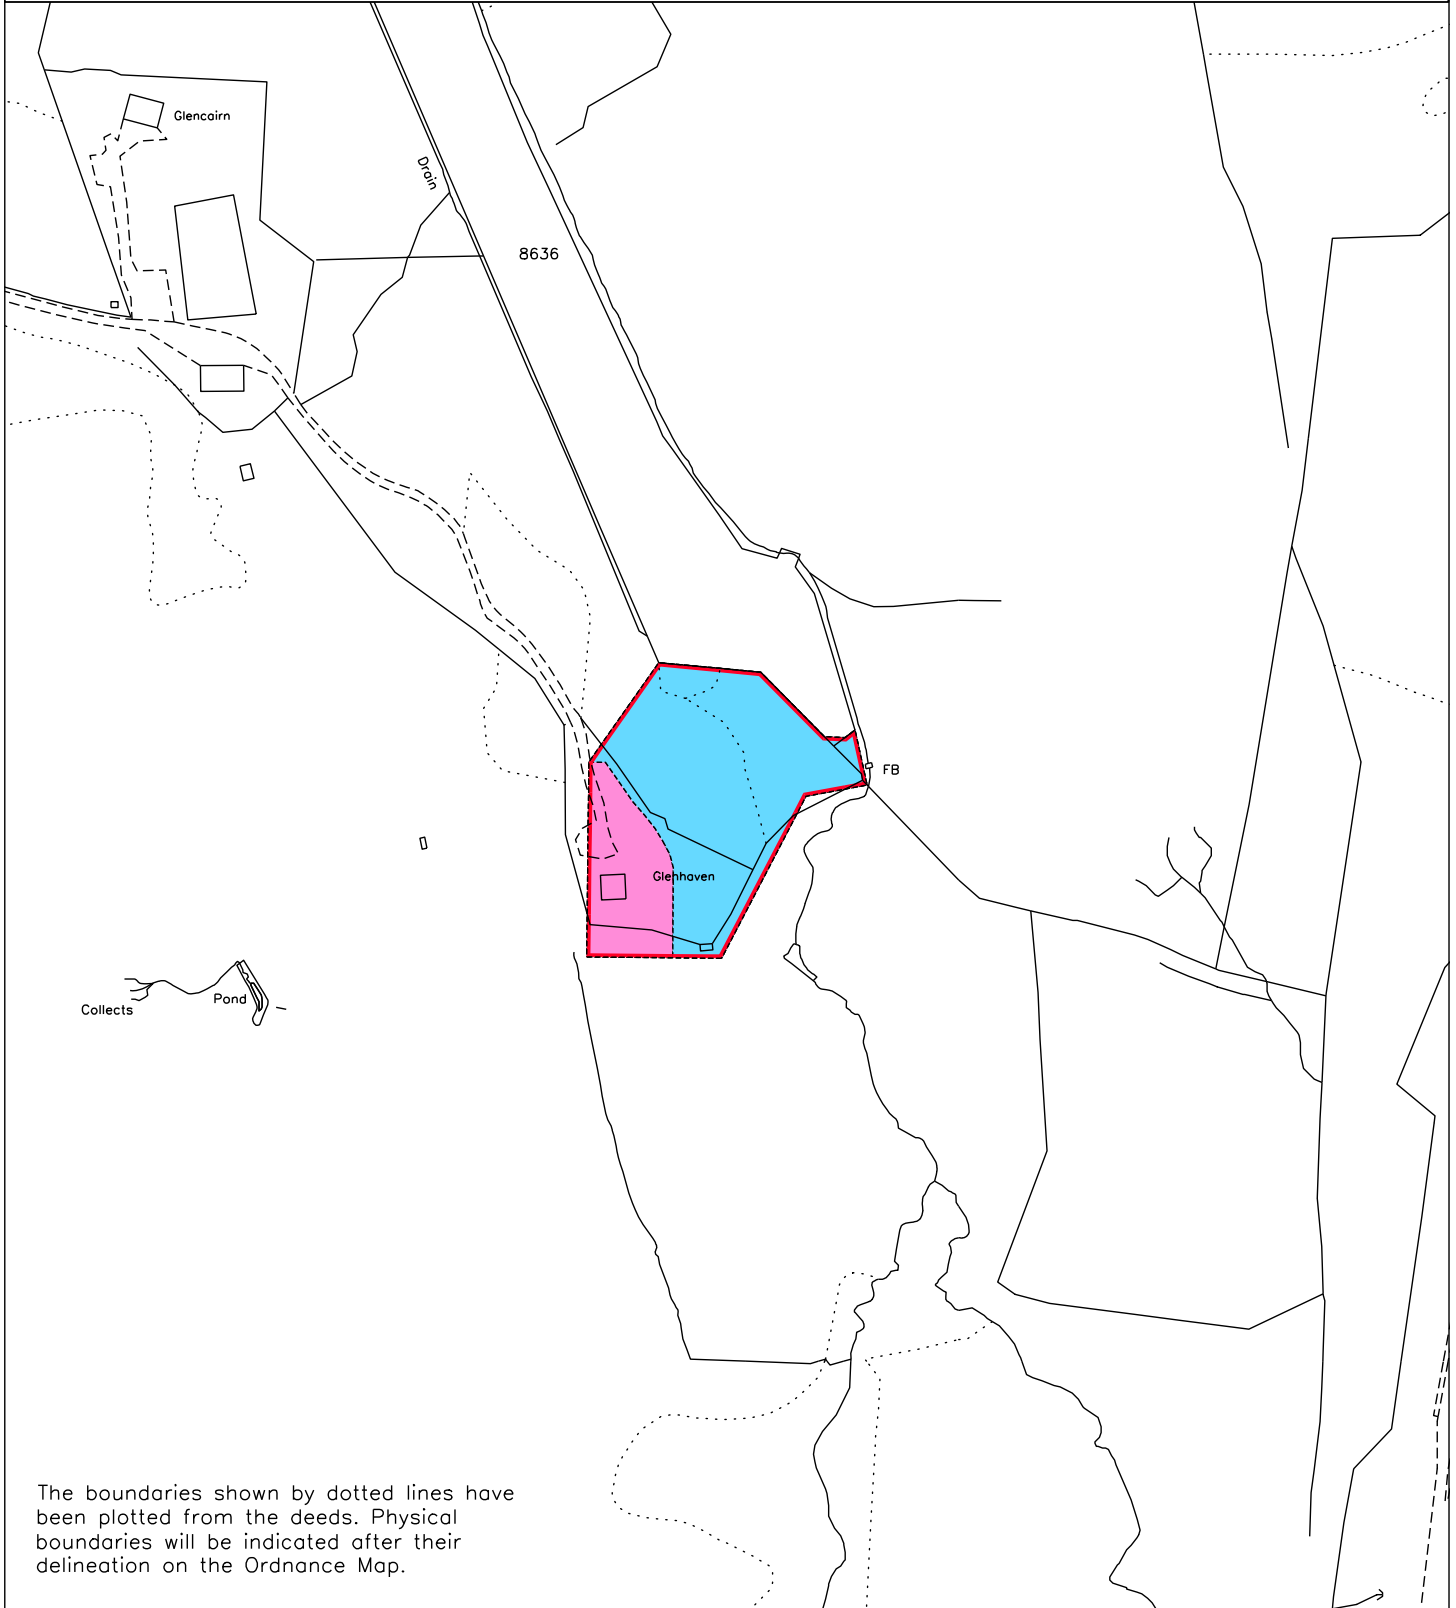 Glencairn
Drain
8636
FB
Glenhaven
Pond
Collects
The boundaries shown by dotted lines have
been plotted from the deeds. Physical
boundaries will be indicated after their
delineation on the Ordnance Map.